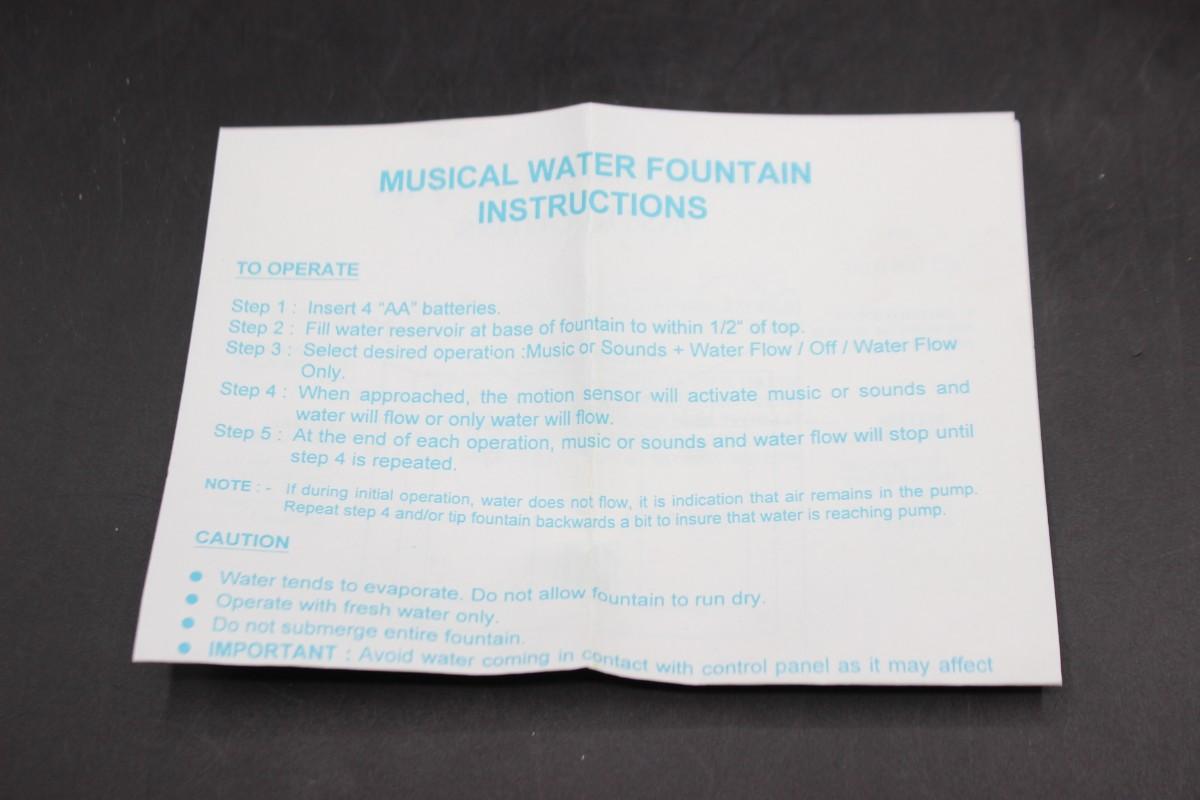 MUSICAL WATER FOUNTAIN
INSTRUCTIONS
TO OPERATE
Step 1 : Insert 4 "AA" batteries.
Step 2 : Fill water reservoir at base of fountain to within 1/2" of top.
Step 3 : Select desired operation :Music or Sounds + Water Flow / Off / Water Flow
Only.
Step 4 : When approached, the motion sensor will activate music or sounds and
water will flow or only water will flow.
Step 5 : At the end of each operation, music or sounds and water flow will stop until
step 4 is repeated.
NOTE : - If during initial operation, water does not flow, it is indication that air remains in the pump.
Repeat step 4 and/or tip fountain backwards a bit to insure that water is reaching pump.
CAUTION
● Water tends to evaporate. Do not allow fountain to run dry.
● Operate with fresh water only.
● Do not submerge entire fountain.
● IMPORTANT : Avoid water coming in contact with control panel as it may affect